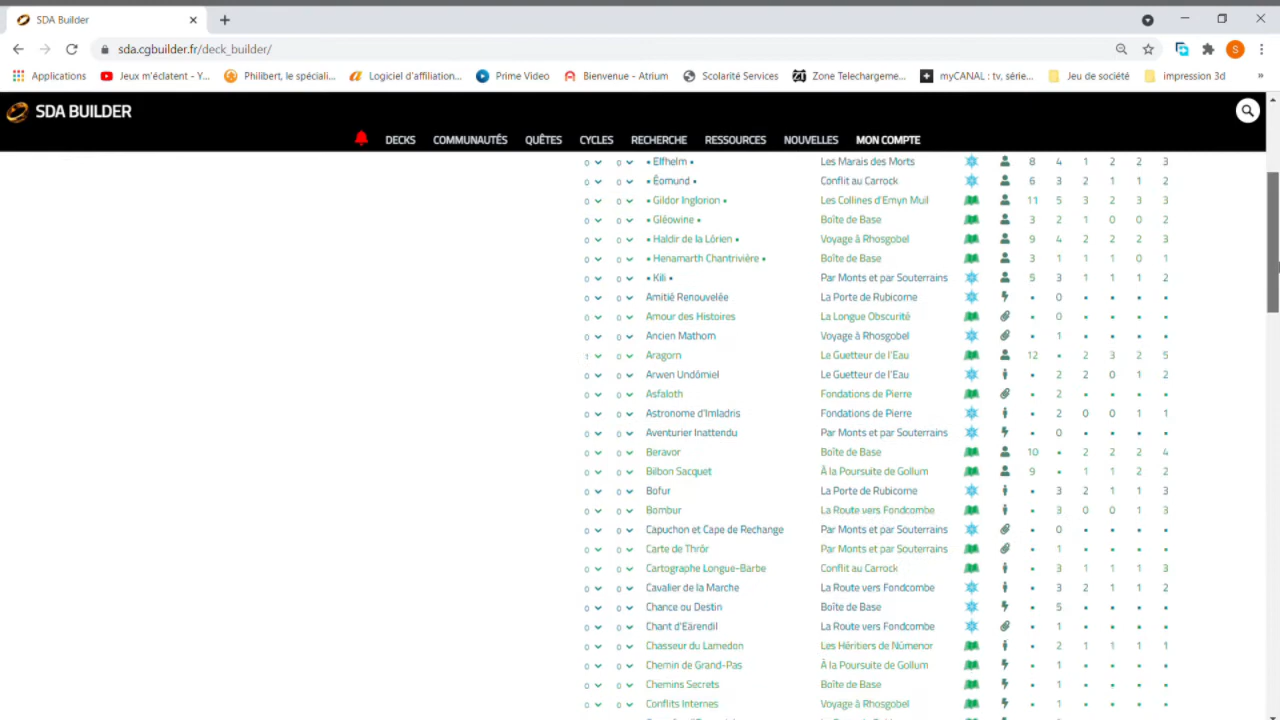 SDA Builder
sda.cgbuilder.fr/deck_builder/
S
Applications Jeux m'éclatent - Y... Philibert, le spéciali... Logiciel d'affiliation... Prime Video Bienvenue - Atrium Scolarité Services Zone Telechargeme... myCANAL : tv, série... Jeu de société impression 3d »
SDA BUILDER
DECKS COMMUNAUTÉS QUÊTES CYCLES RECHERCHE RESSOURCES NOUVELLES MON COMPTE
0 0 • Elfhelm • Les Marais des Morts 8 4 1 2 2 3
0 0 • Éomund • Conflit au Carrock 6 3 2 1 1 2
0 0 • Gildor Inglorion • Les Collines d'Emyn Muil 11 5 3 2 3 3
0 0 • Gléowine • Boîte de Base 3 2 1 0 0 2
0 0 • Haldir de la Lórien • Voyage à Rhosgobel 9 4 2 2 2 3
0 0 • Henamarth Chantrivière • Boîte de Base 3 1 1 1 0 1
0 0 • Kili • Par Monts et par Souterrains 5 3 1 1 1 2
0 0 Amitié Renouvelée La Porte de Rubicorne • 0 • • • •
0 0 Amour des Histoires La Longue Obscurité • 0 • • • •
0 0 Ancien Mathom Voyage à Rhosgobel • 1 • • • •
1 0 Aragorn Le Guetteur de l'Eau 12 • 2 3 2 5
0 0 Arwen Undómiel Le Guetteur de l'Eau • 2 2 0 1 2
0 0 Asfaloth Fondations de Pierre • 2 • • • •
0 0 Astronome d'Imladris Fondations de Pierre • 2 0 0 1 1
0 0 Aventurier Inattendu Par Monts et par Souterrains • 0 • • • •
0 0 Beravor Boîte de Base 10 • 2 2 2 4
0 0 Bilbon Sacquet À la Poursuite de Gollum 9 • 1 1 2 2
0 0 Bofur La Porte de Rubicorne • 3 2 1 1 3
0 0 Bombur La Route vers Fondcombe • 3 0 0 1 3
0 0 Capuchon et Cape de Rechange Par Monts et par Souterrains • 0 • • • •
0 0 Carte de Thrór Par Monts et par Souterrains • 1 • • • •
0 0 Cartographe Longue-Barbe Conflit au Carrock • 3 1 1 1 3
0 0 Cavalier de la Marche La Route vers Fondcombe • 3 2 1 1 2
0 0 Chance ou Destin Boîte de Base • 5 • • • •
0 0 Chant d'Eärendil La Route vers Fondcombe • 1 • • • •
0 0 Chasseur du Lamedon Les Héritiers de Númenor • 2 1 1 1 1
0 0 Chemin de Grand-Pas À la Poursuite de Gollum • 1 • • • •
0 0 Chemins Secrets Boîte de Base • 1 • • • •
0 0 Conflits Internes Voyage à Rhosgobel • 1 • • • •